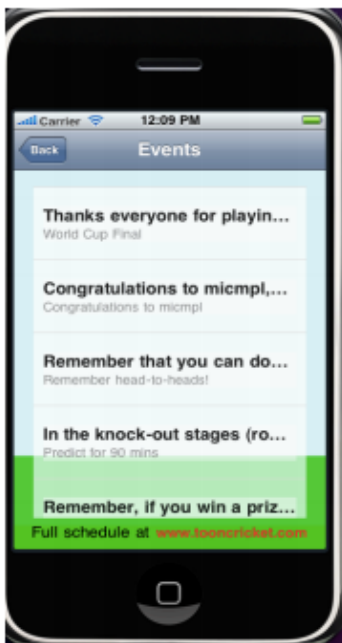 Carrier 12:09 PM
Back Events
Thanks everyone for playin...
World Cup Final
Congratulations to micmpl,...
Congratulations to micmpl
Remember that you can do...
Remember head-to-heads!
In the knock-out stages (ro...
Predict for 90 mins
Remember, if you win a priz...
Full schedule at www.tooncricket.com